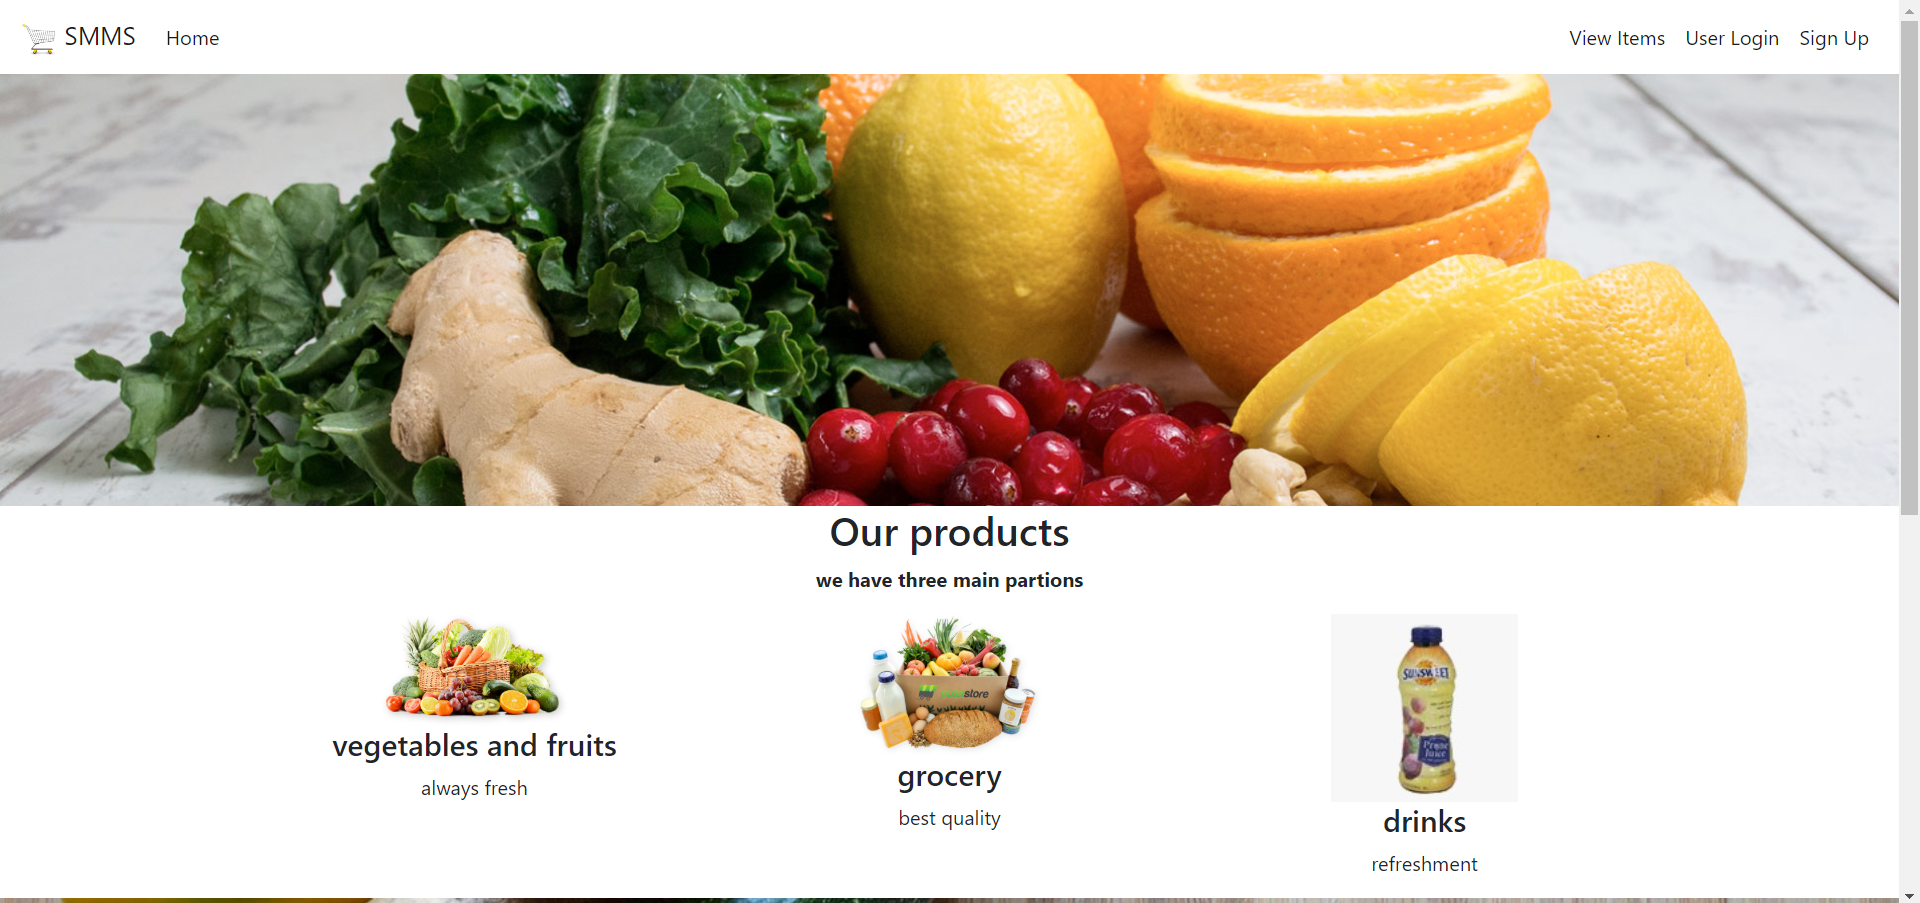 SMMS Home View Items User Login Sign Up
Our products
we have three main partions
vegetables and fruits
always fresh
store
grocery
best quality
SUNSWEET
Prune
Juice
drinks
refreshment